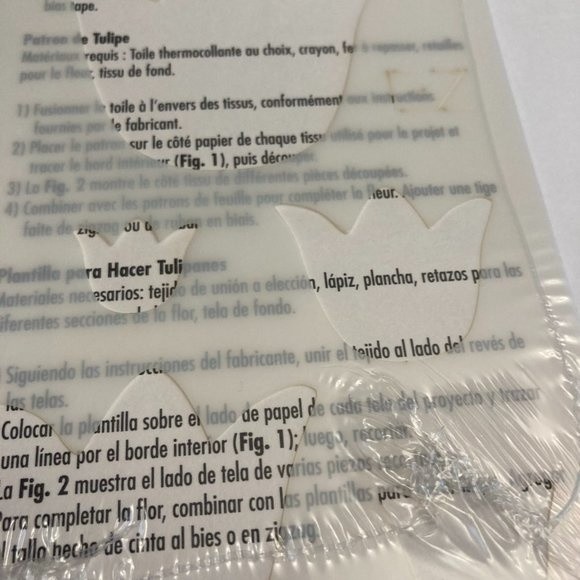 bias tape.
Patron de Tulipe
Matériaux requis : Toile thermocollante au choix, crayon, fer à repasser, retailles
pour la fleur, tissu de fond.
1) Fusionner la toile à l'envers des tissus, conformément aux instructions
fournies par le fabricant.
2) Placer le patron sur le côté papier de chaque tissu utilisé pour le projet et
tracer le bord intérieur (Fig. 1), puis découper.
3) La Fig. 2 montre le côté tissu de différentes pièces découpées.
4) Combiner avec les patrons de feuille pour compléter la fleur. Ajouter une tige
faite de zigzag ou de ruban en biais.
Plantilla para Hacer Tulipanes
Materiales necesarios: tejido de unión a elección, lápiz, plancha, retazos para las
diferentes secciones de la flor, tela de fondo.
Siguiendo las instrucciones del fabricante, unir el tejido al lado del revés de
las telas.
Colocar la plantilla sobre el lado de papel de cada tela del proyecto y trazar
una línea por el borde interior (Fig. 1); luego, recortar.
La Fig. 2 muestra el lado de tela de varias piezas
Para completar la flor, combinar con las plantillas para
tallo hecho de cinta al bies o en zigzag.